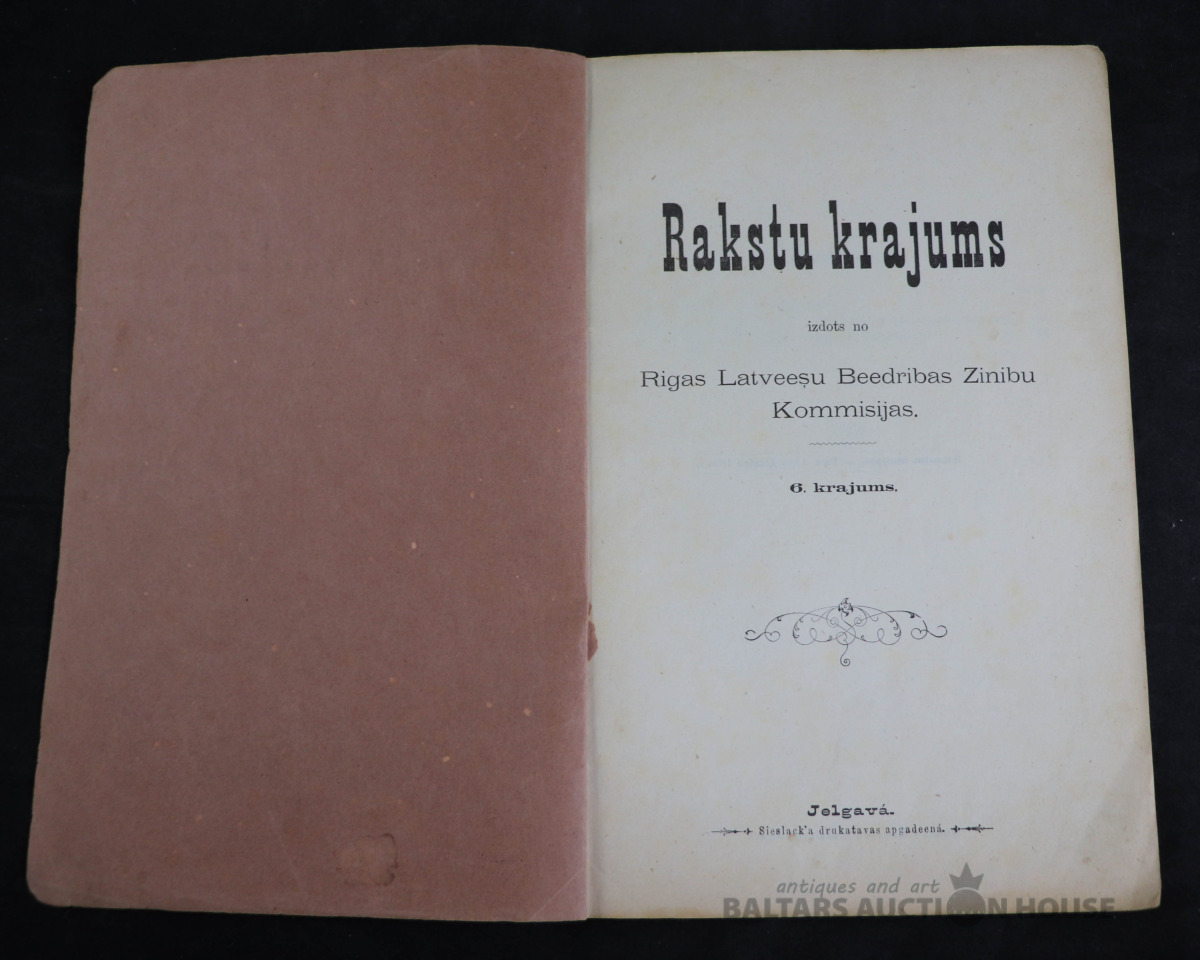 Rakstu krajums
izdots no
Rigas Latveeşu Beedribas Zinibu
Kommisijas.
6. krajums.
Jelgavá.
Sieslack'a drukatavas apgadeená.
antiques and art
BALTARS AUCTION HOUSE